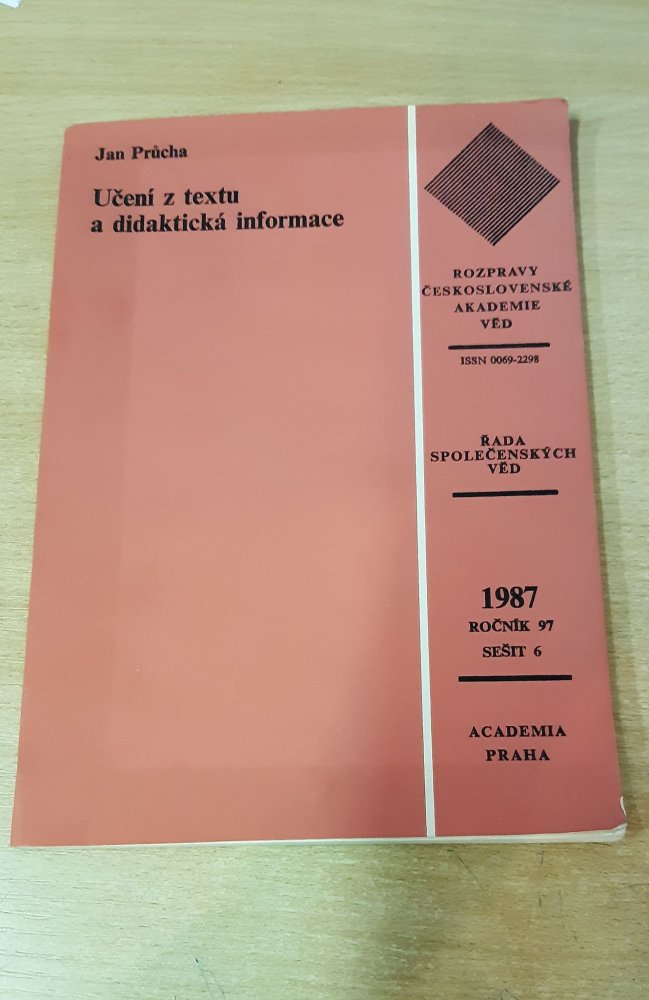 Jan Průcha
Učení z textu
a didaktická informace
ROZPRAVY
ČESKOSLOVENSKÉ
AKADEMIE
VĚD
ISSN 0069-2298
ŘADA
SPOLEČENSKÝCH
VĚD
1987
ROČNÍK 97
SEŠIT 6
ACADEMIA
PRAHA